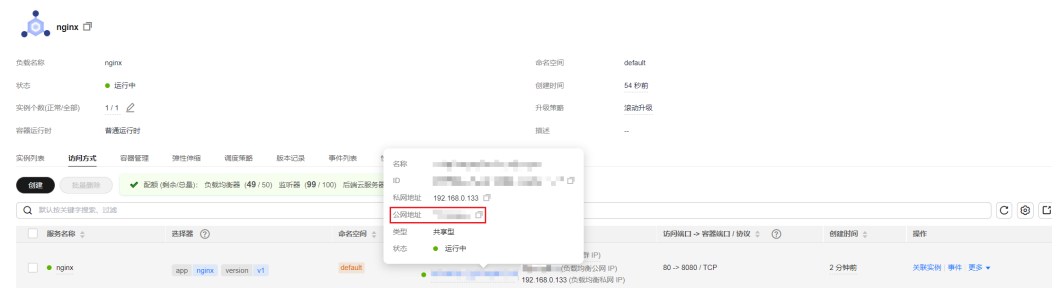 nginx
负载名称 nginx 命名空间 default
状态 运行中 创建时间 54 秒前
实例个数(正常/全部) 1 / 1 升级策略 滚动升级
容器运行时 普通运行时 描述 --
实例列表 访问方式 容器管理 弹性伸缩 调度策略 版本记录 事件列表
创建 批量删除 配额 (剩余/总量): 负载均衡器 (49 / 50) 监听器 (99 / 100) 后端云服务器
默认按关键字搜索、过滤
名称
ID
私网地址 192.168.0.133
公网地址
类型 共享型
状态 运行中
服务名称 选择器 命名空间 访问端口 -> 容器端口 / 协议 创建时间 操作
nginx app nginx version v1 default 80 -> 8080 / TCP 2 分钟前 关联实例 事件 更多
IP)
(负载均衡公网 IP)
192.168.0.133 (负载均衡私网 IP)